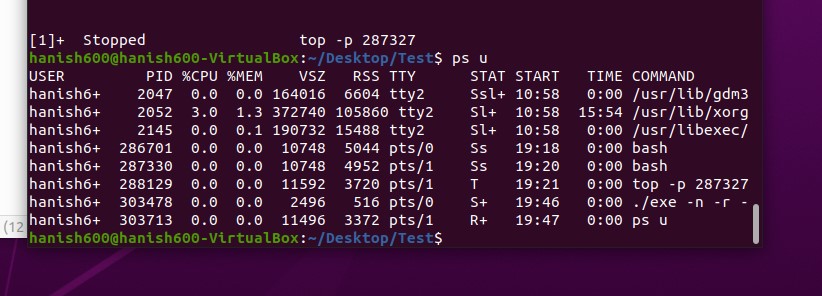 [1]+  Stopped                 top -p 287327
hanish600@hanish600-VirtualBox:~/Desktop/Test$ ps u
USER         PID %CPU %MEM    VSZ   RSS TTY      STAT START   TIME COMMAND
hanish6+    2047  0.0  0.0 164016  6604 tty2     Ssl+ 10:58   0:00 /usr/lib/gdm3
hanish6+    2052  3.0  1.3 372740 105860 tty2    Sl+  10:58  15:54 /usr/lib/xorg
hanish6+    2145  0.0  0.1 190732 15488 tty2     Sl+  10:58   0:00 /usr/libexec/
hanish6+  286701  0.0  0.0  10748  5044 pts/0    Ss   19:18   0:00 bash
hanish6+  287330  0.0  0.0  10748  4952 pts/1    Ss   19:20   0:00 bash
hanish6+  288129  0.0  0.0  11592  3720 pts/1    T    19:21   0:00 top -p 287327
hanish6+  303478  0.0  0.0   2496   516 pts/0    S+   19:46   0:00 ./exe -n -r -
hanish6+  303713  0.0  0.0  11496  3372 pts/1    R+   19:47   0:00 ps u
hanish600@hanish600-VirtualBox:~/Desktop/Test$
(12